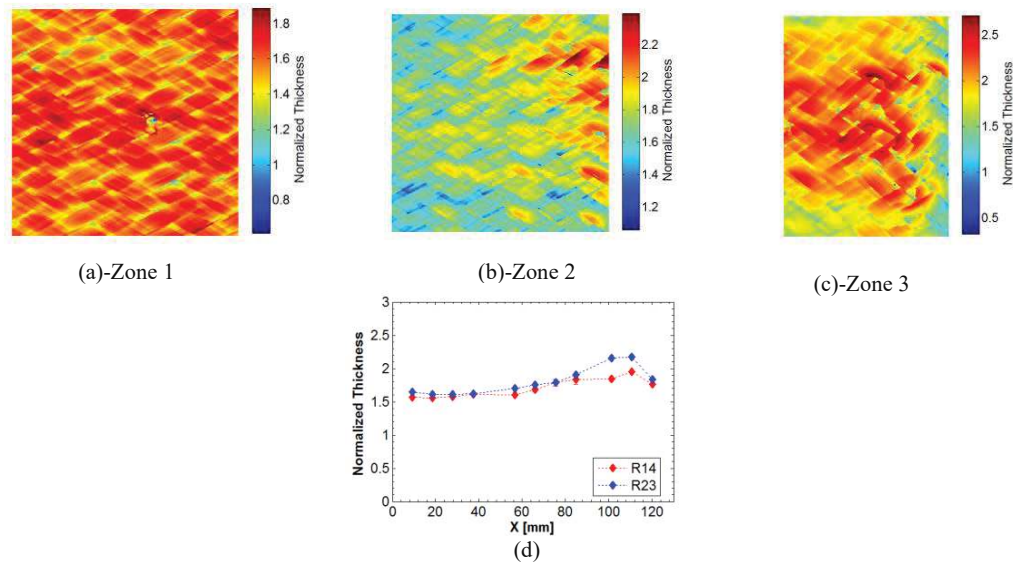 1.8
1.6
1.4
1.2
1
0.8
Normalized Thickness
(a)-Zone 1
2.2
2
1.8
1.6
1.4
1.2
Normalized Thickness
(b)-Zone 2
2.5
2
1.5
1
0.5
Normalized Thickness
(c)-Zone 3
3
2.5
2
1.5
1
0.5
0
Normalized Thickness
R14
R23
0 20 40 60 80 100 120
X [mm]
(d)